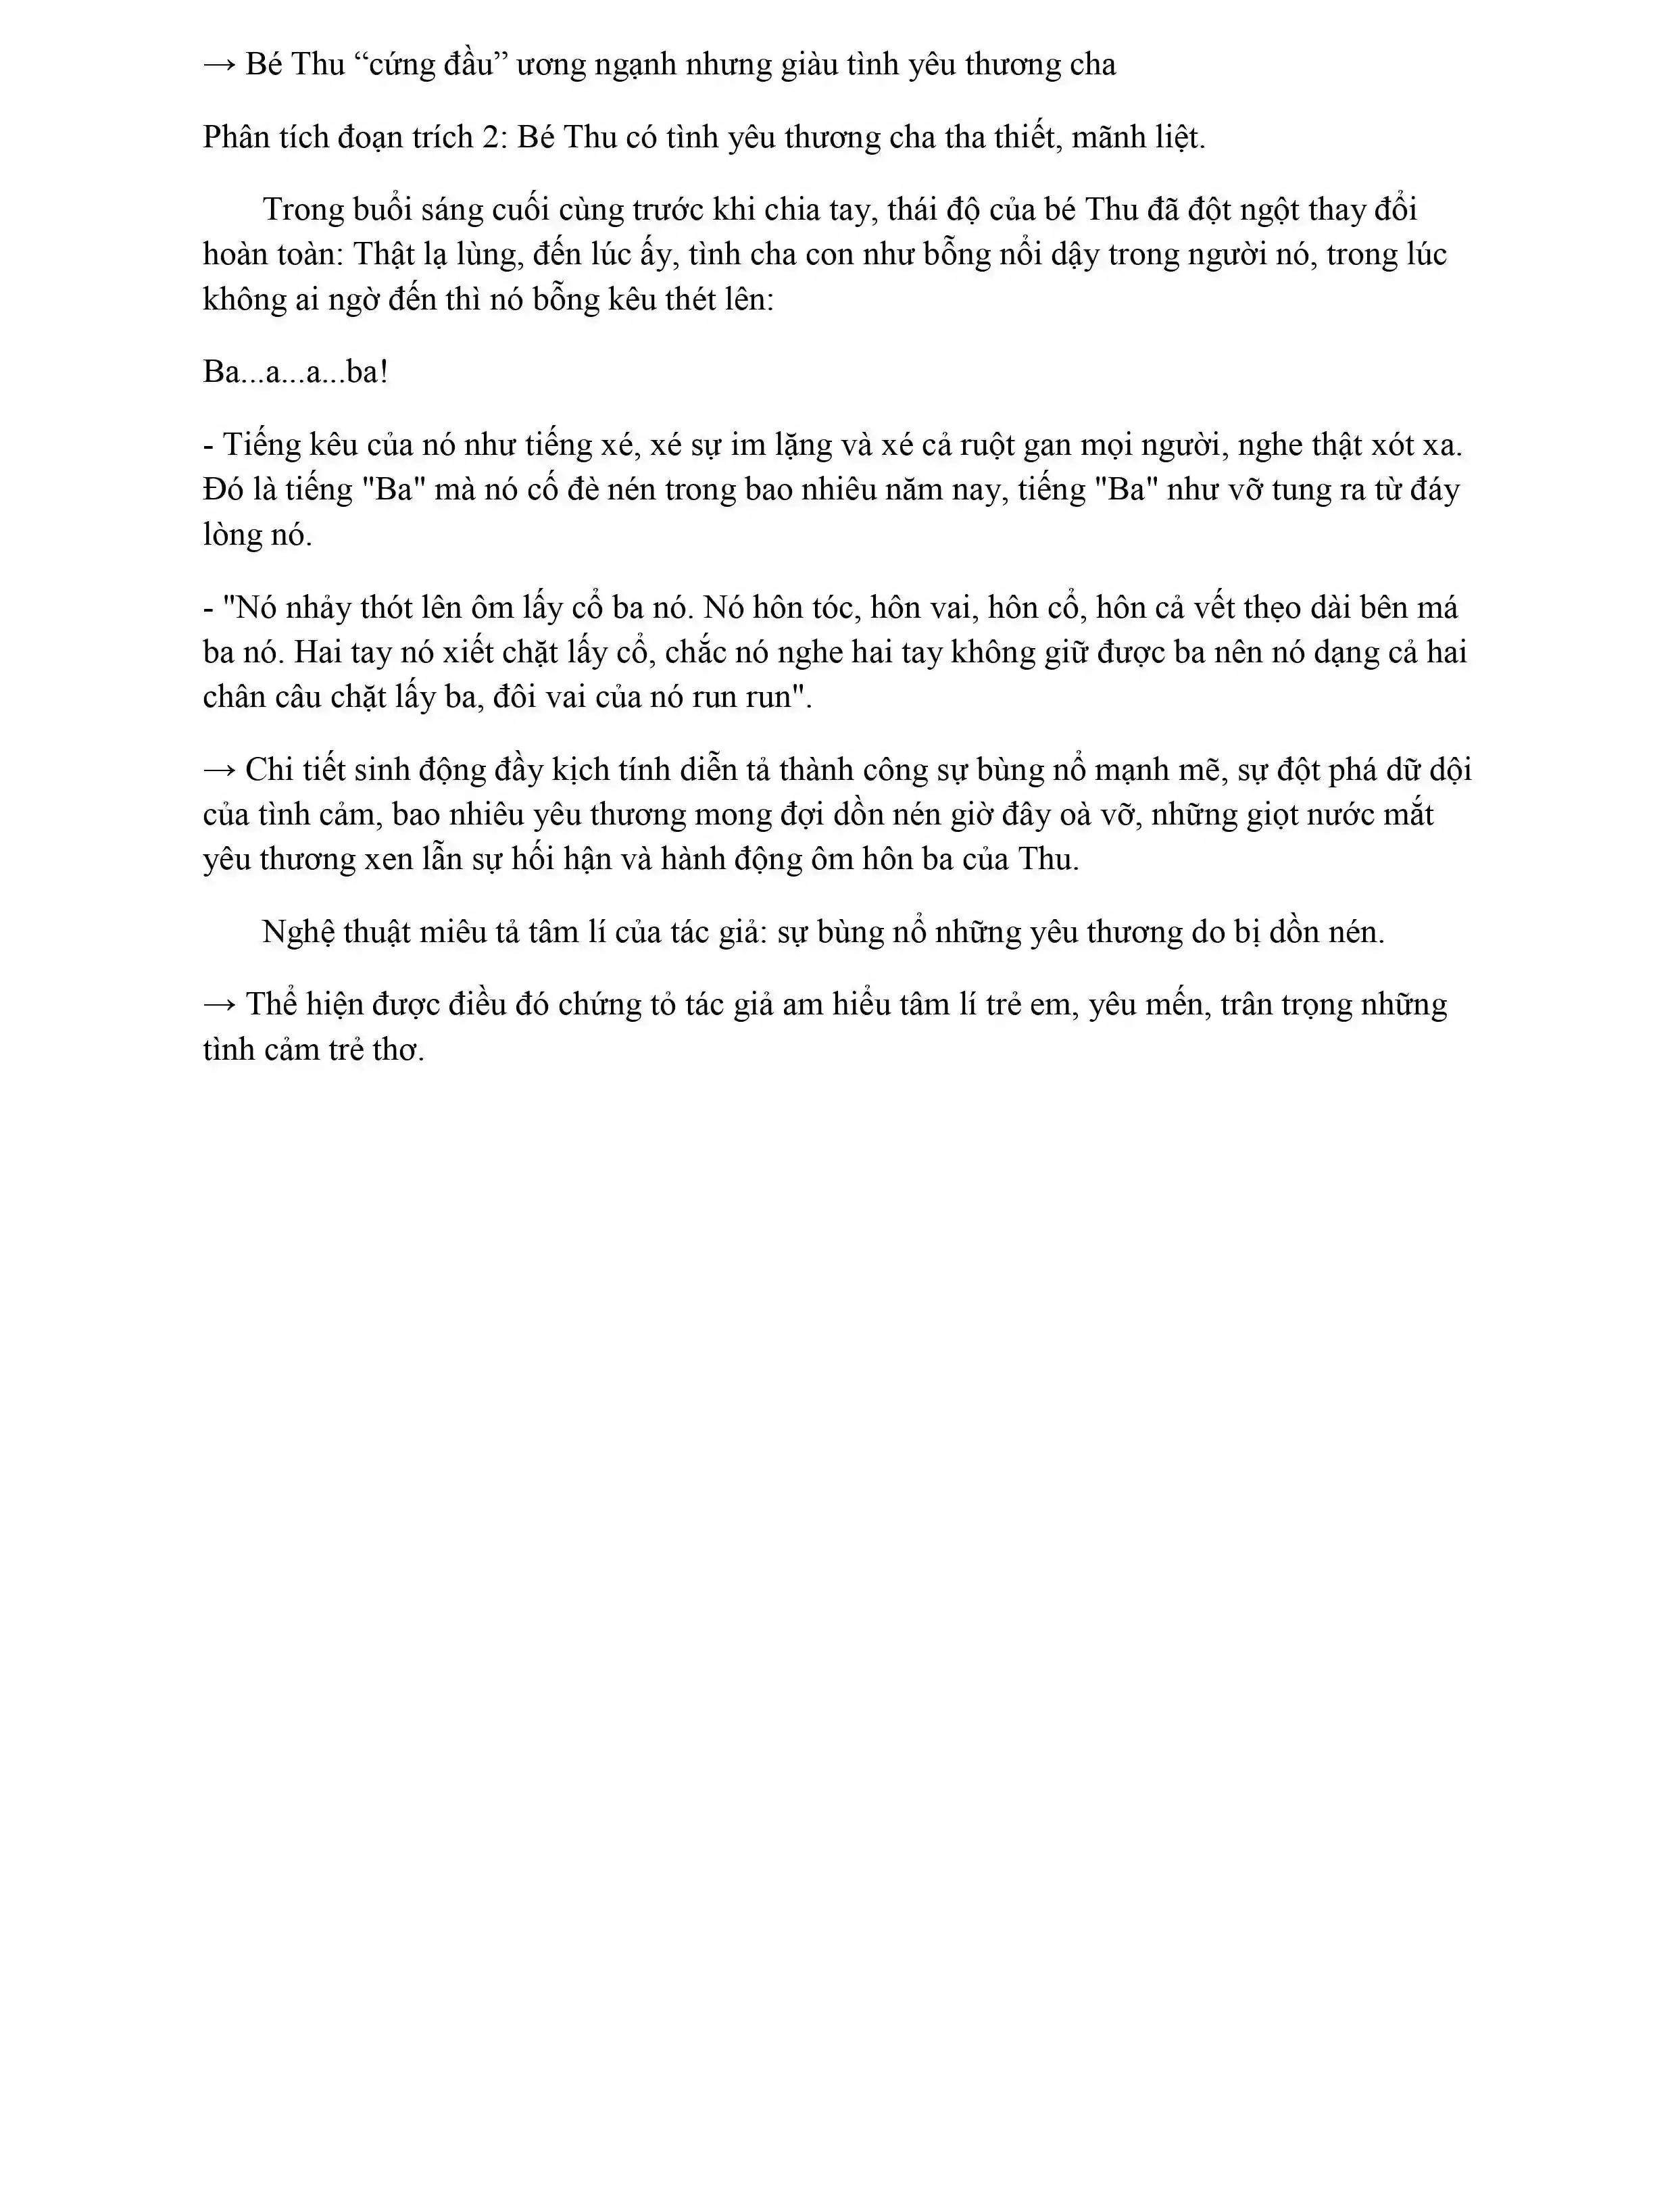 → Bé Thu “cứng đầu” ương ngạnh nhưng giàu tình yêu thương cha
Phân tích đoạn trích 2: Bé Thu có tình yêu thương cha tha thiết, mãnh liệt.
Trong buổi sáng cuối cùng trước khi chia tay, thái độ của bé Thu đã đột ngột thay đổi
hoàn toàn: Thật lạ lùng, đến lúc ấy, tình cha con như bỗng nổi dậy trong người nó, trong lúc
không ai ngờ đến thì nó bỗng kêu thét lên:
Ba...a...a...ba!
- Tiếng kêu của nó như tiếng xé, xé sự im lặng và xé cả ruột gan mọi người, nghe thật xót xa.
Đó là tiếng "Ba" mà nó cố đè nén trong bao nhiêu năm nay, tiếng "Ba" như vỡ tung ra từ đáy
lòng nó.
- "Nó nhảy thót lên ôm lấy cổ ba nó. Nó hôn tóc, hôn vai, hôn cổ, hôn cả vết thẹo dài bên má
ba nó. Hai tay nó xiết chặt lấy cổ, chắc nó nghe hai tay không giữ được ba nên nó dạng cả hai
chân câu chặt lấy ba, đôi vai của nó run run".
→ Chi tiết sinh động đầy kịch tính diễn tả thành công sự bùng nổ mạnh mẽ, sự đột phá dữ dội
của tình cảm, bao nhiêu yêu thương mong đợi dồn nén giờ đây oà vỡ, những giọt nước mắt
yêu thương xen lẫn sự hối hận và hành động ôm hôn ba của Thu.
Nghệ thuật miêu tả tâm lí của tác giả: sự bùng nổ những yêu thương do bị dồn nén.
→ Thể hiện được điều đó chứng tỏ tác giả am hiểu tâm lí trẻ em, yêu mến, trân trọng những
tình cảm trẻ thơ.